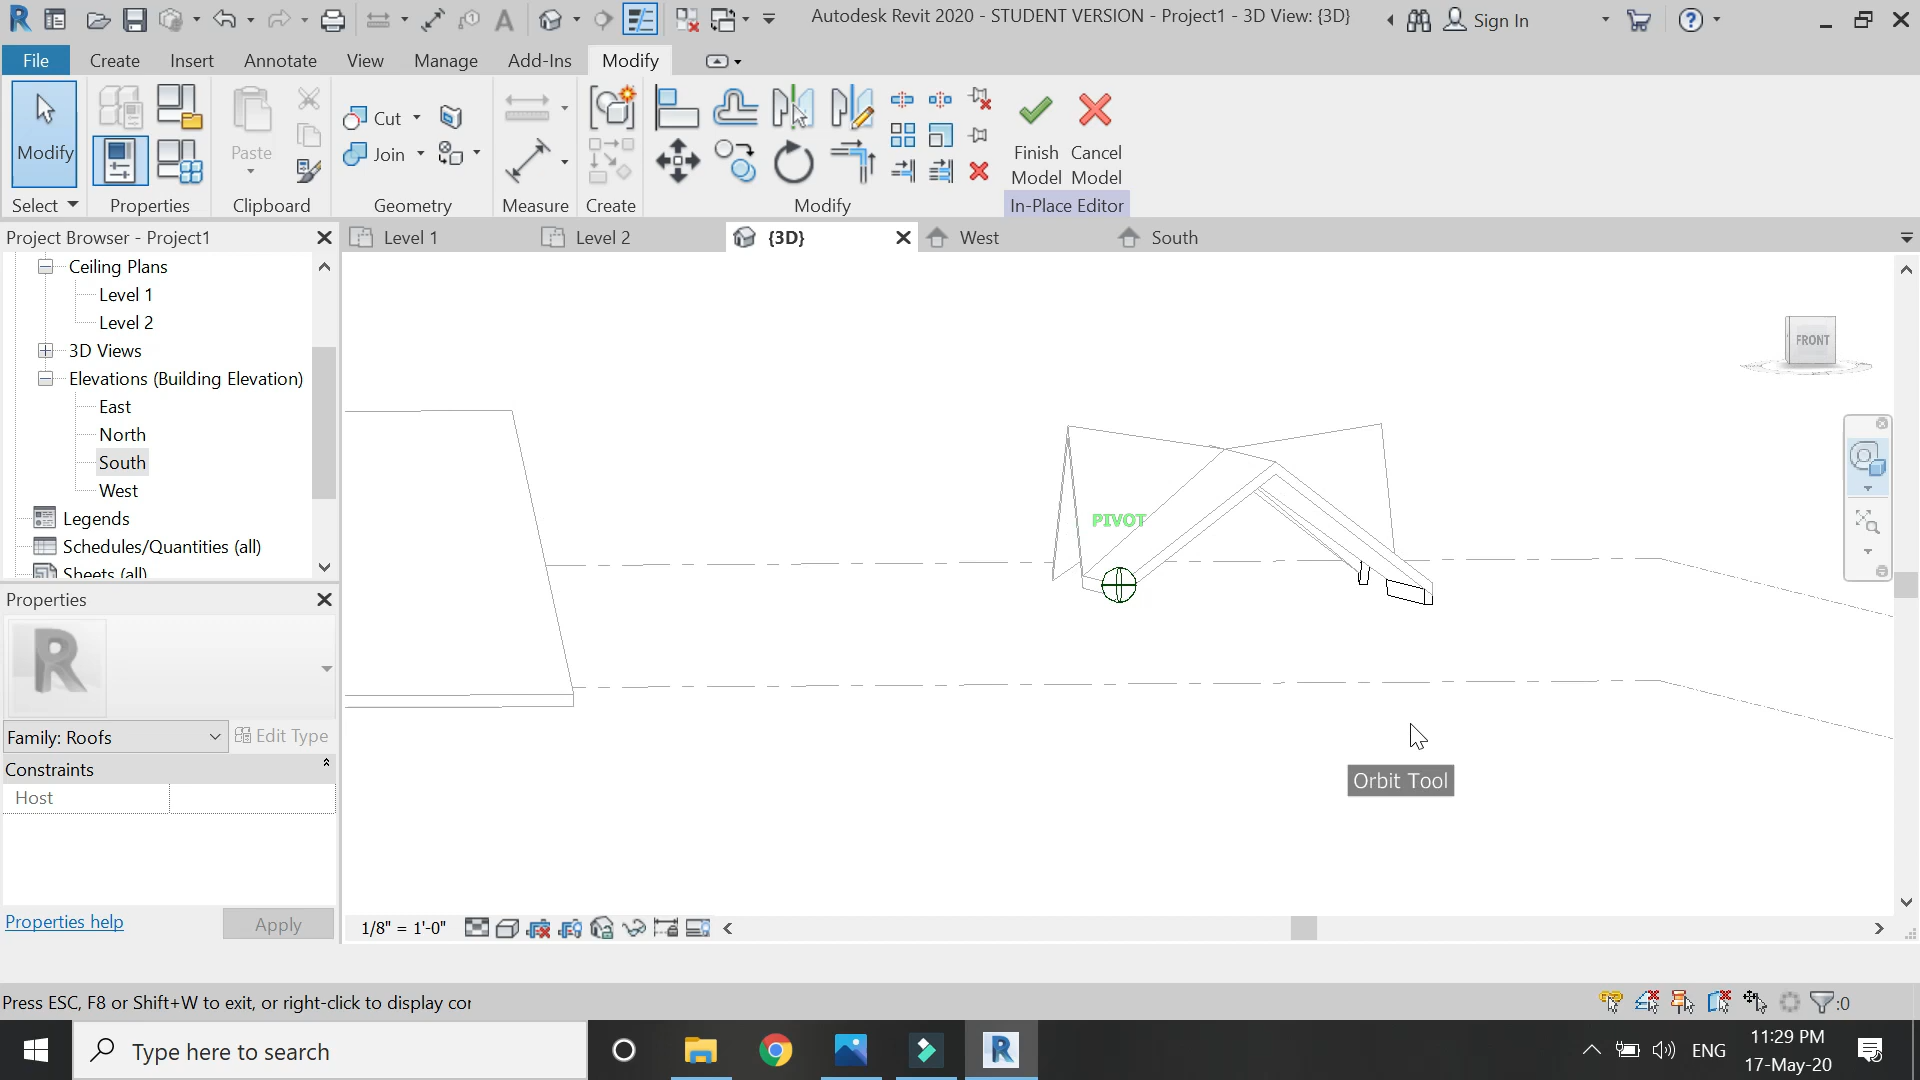 Autodesk Revit 2020 - STUDENT VERSION - Project1 - 3D View: {3D}
Sign In
File
Create
Insert
Annotate
View
Manage
Add-Ins
Modify
Modify
Paste
Cut
Join
Finish Model
Cancel Model
Select
Properties
Clipboard
Geometry
Measure
Create
Modify
In-Place Editor
Project Browser - Project1
Level 1
Level 2
{3D}
West
South
Ceiling Plans
Level 1
Level 2
3D Views
Elevations (Building Elevation)
East
North
South
West
Legends
Schedules/Quantities (all)
Sheets (all)
FRONT
PIVOT
Orbit Tool
Properties
R
Family: Roofs
Edit Type
Constraints
Host
Properties help
Apply
1/8" = 1'-0"
Press ESC, F8 or Shift+W to exit, or right-click to display cor
:0
Type here to search
ENG
11:29 PM
17-May-20